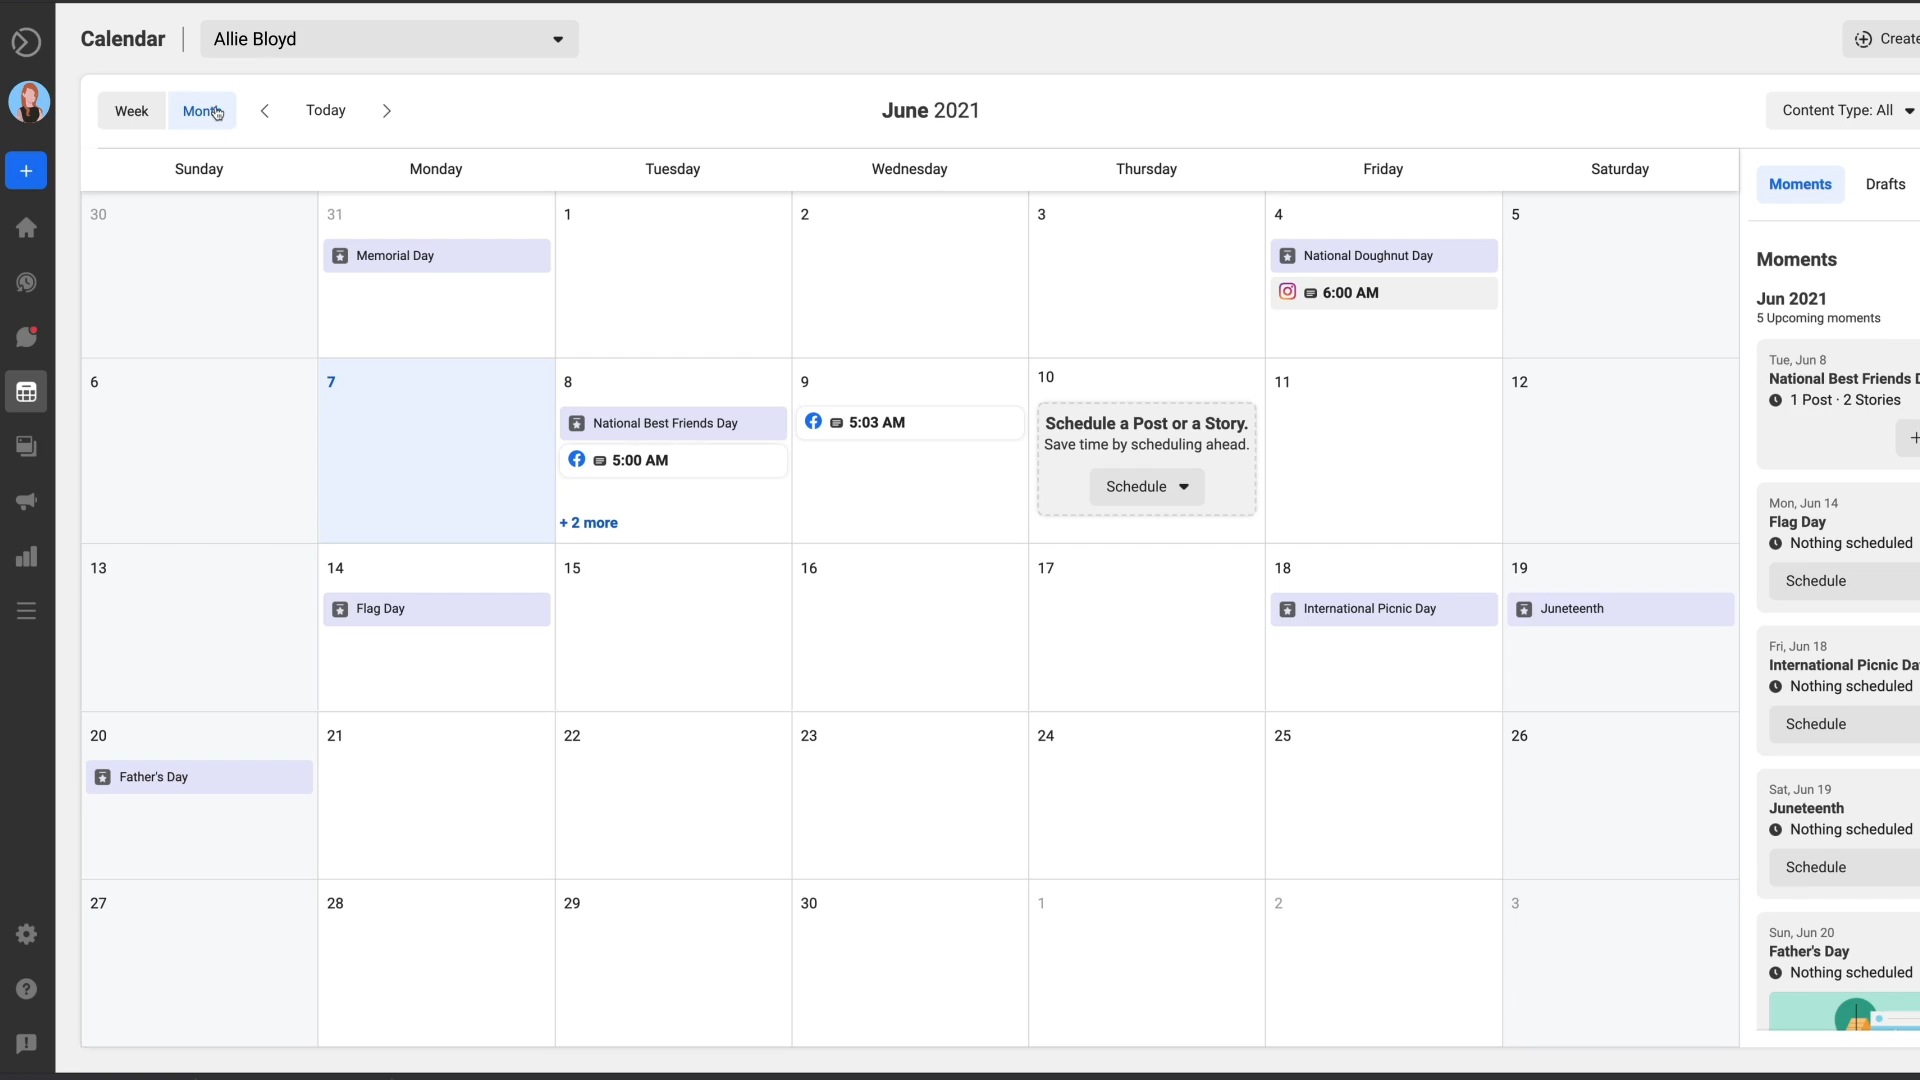 Calendar
Allie Bloyd
Create
Week
Month
Today
June 2021
Content Type: All
Sunday
Monday
Tuesday
Wednesday
Thursday
Friday
Saturday
30
31
1
2
3
4
5
Memorial Day
National Doughnut Day
6:00 AM
6
7
8
9
10
11
12
National Best Friends Day
5:00 AM
+ 2 more
5:03 AM
Schedule a Post or a Story.
Save time by scheduling ahead.
Schedule
13
14
15
16
17
18
19
Flag Day
International Picnic Day
Juneteenth
20
21
22
23
24
25
26
Father's Day
27
28
29
30
1
2
3
Moments
Drafts
Moments
Jun 2021
5 Upcoming moments
Tue, Jun 8
National Best Friends D
1 Post · 2 Stories
Mon, Jun 14
Flag Day
Nothing scheduled
Schedule
Fri, Jun 18
International Picnic Da
Nothing scheduled
Schedule
Sat, Jun 19
Juneteenth
Nothing scheduled
Schedule
Sun, Jun 20
Father's Day
Nothing scheduled